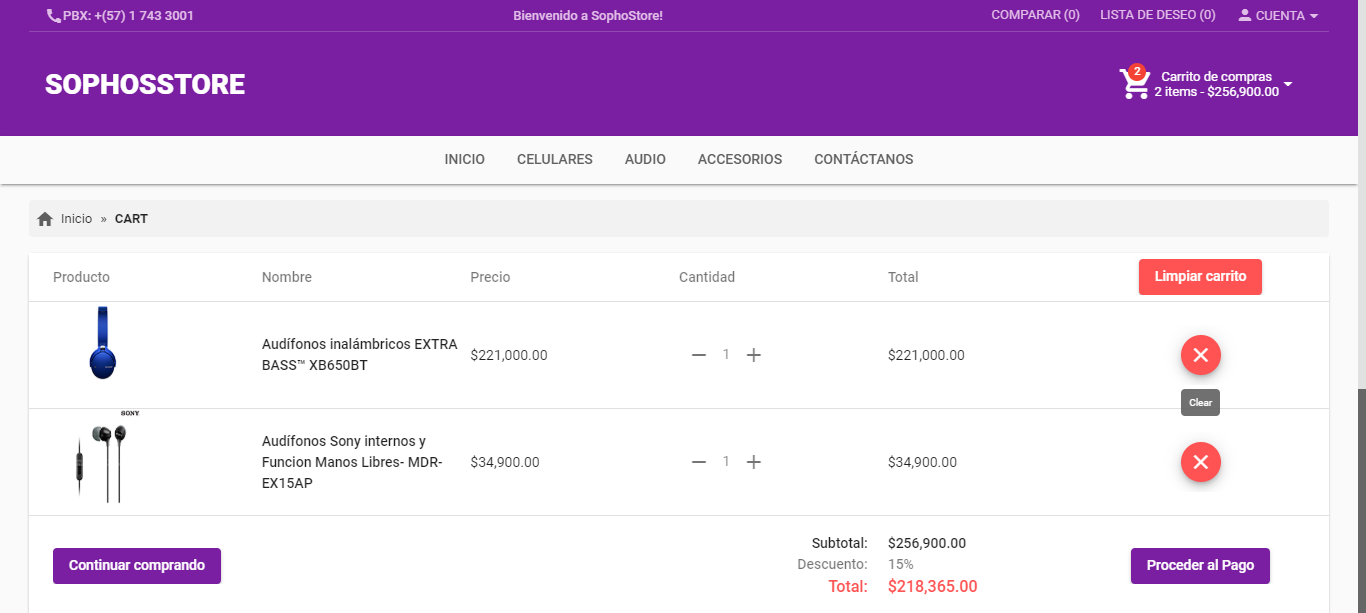 PBX: +(57) 1 743 3001
Bienvenido a SophoStore!
COMPARAR (0)
LISTA DE DESEO (0)
CUENTA
SOPHOSSTORE
2
Carrito de compras
2 items - $256,900.00
INICIO
CELULARES
AUDIO
ACCESORIOS
CONTÁCTANOS
Inicio » CART
Producto
Nombre
Precio
Cantidad
Total
Limpiar carrito
Audífonos inalámbricos EXTRA
BASS™ XB650BT
$221,000.00
1
$221,000.00
Clear
SONY
Audífonos Sony internos y
Funcion Manos Libres- MDR-
EX15AP
$34,900.00
1
$34,900.00
Continuar comprando
Subtotal: $256,900.00
Descuento: 15%
Total: $218,365.00
Proceder al Pago